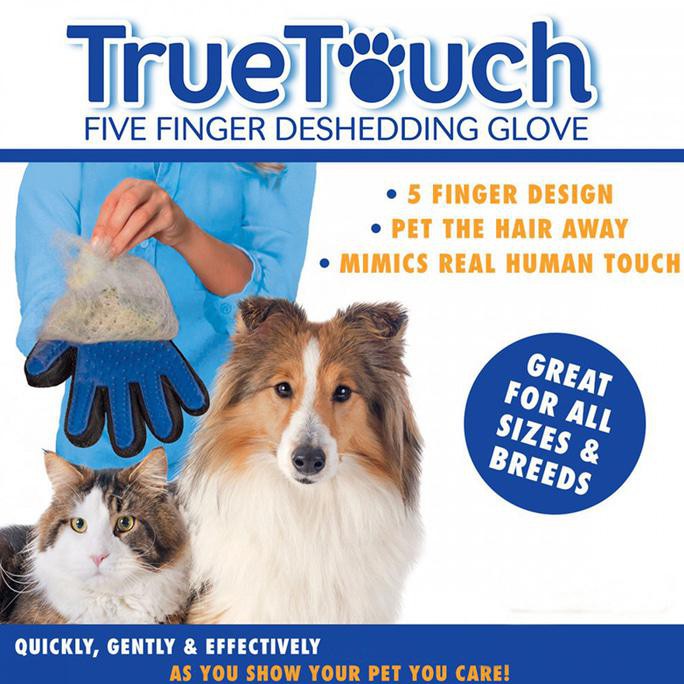 TrueTouch
FIVE FINGER DESHEDDING GLOVE
• 5 FINGER DESIGN
• PET THE HAIR AWAY
• MIMICS REAL HUMAN TOUCH
GREAT
FOR ALL
SIZES &
BREEDS
QUICKLY, GENTLY & EFFECTIVELY
AS YOU SHOW YOUR PET YOU CARE!